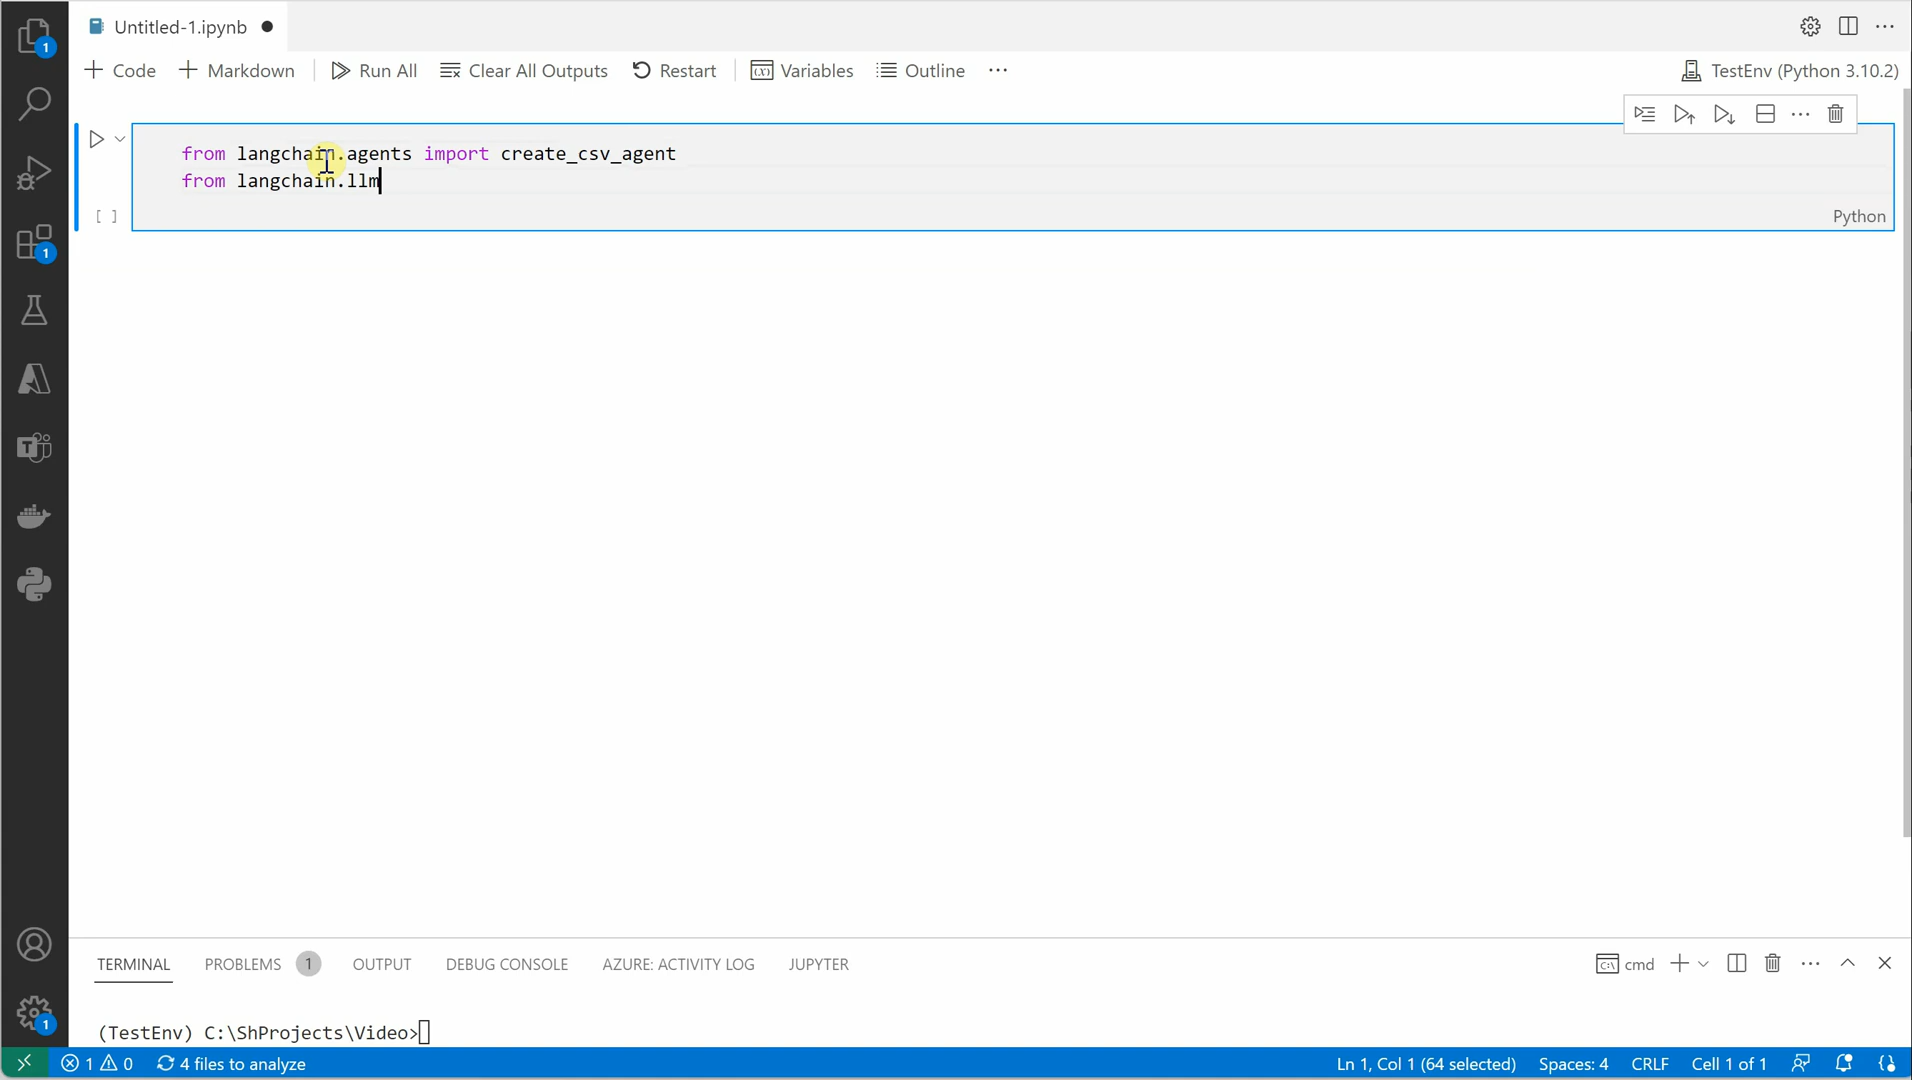 Untitled-1.ipynb
Code Markdown Run All Clear All Outputs Restart Variables Outline ... TestEnv (Python 3.10.2)
from langchain.agents import create_csv_agent
from langchain.llm
[ ]
Python
1
1
1
TERMINAL PROBLEMS 1 OUTPUT DEBUG CONSOLE AZURE: ACTIVITY LOG JUPYTER cmd
(TestEnv) C:\ShProjects\Video>
1 0 4 files to analyze Ln 1, Col 1 (64 selected) Spaces: 4 CRLF Cell 1 of 1